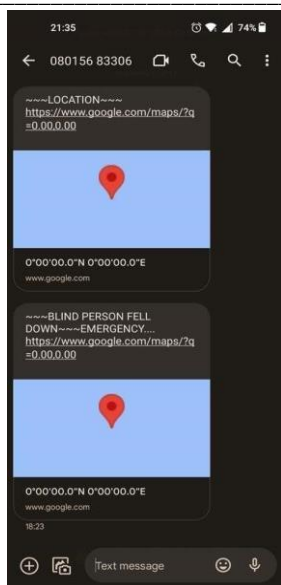 21:35
74%
080156 83306
~~~LOCATION~~~
https://www.google.com/maps/?q
=0.00,0.00
0°00'00.0"N 0°00'00.0"E
www.google.com
~~~BLIND PERSON FELL
DOWN~~~EMERGENCY....
https://www.google.com/maps/?q
=0.00,0.00
0°00'00.0"N 0°00'00.0"E
www.google.com
18:23
Text message